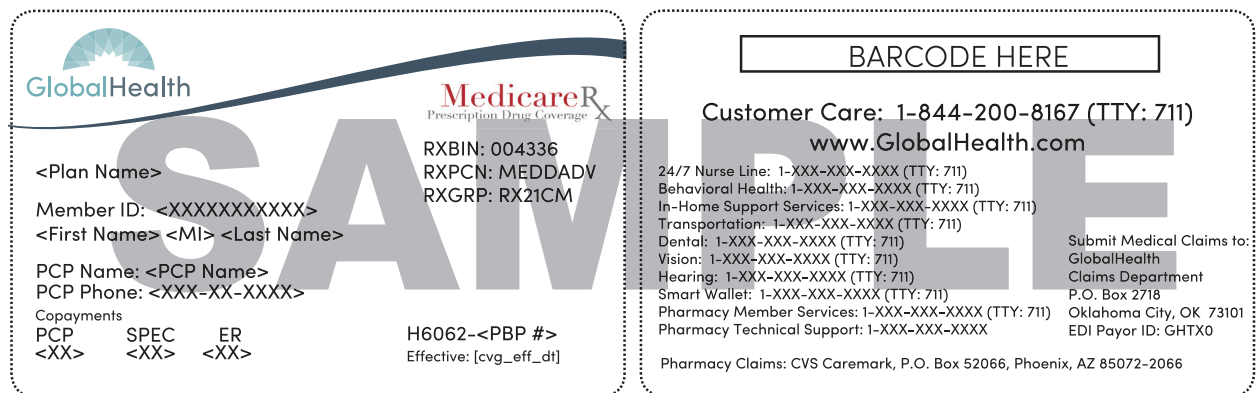 GlobalHealth
MedicareRx
Prescription Drug Coverage
RXBIN: 004336
RXPCN: MEDDADV
RXGRP: RX21CM
<Plan Name>
Member ID: <XXXXXXXXXXX>
<First Name> <MI> <Last Name>
PCP Name: <PCP Name>
PCP Phone: <XXX-XX-XXXX>
Copayments
PCP SPEC ER
<XX> <XX> <XX>
H6062-<PBP #>
Effective: [cvg_eff_dt]
SAMPLE
BARCODE HERE
Customer Care: 1-844-200-8167 (TTY: 711)
www.GlobalHealth.com
24/7 Nurse Line: 1-XXX-XXX-XXXX (TTY: 711)
Behavioral Health: 1-XXX-XXX-XXXX (TTY: 711)
In-Home Support Services: 1-XXX-XXX-XXXX (TTY: 711)
Transportation: 1-XXX-XXX-XXXX (TTY: 711)
Dental: 1-XXX-XXX-XXXX (TTY: 711)
Vision: 1-XXX-XXX-XXXX (TTY: 711)
Hearing: 1-XXX-XXX-XXXX (TTY: 711)
Smart Wallet: 1-XXX-XXX-XXXX (TTY: 711)
Pharmacy Member Services: 1-XXX-XXX-XXXX (TTY: 711)
Pharmacy Technical Support: 1-XXX-XXX-XXXX
Submit Medical Claims to:
GlobalHealth
Claims Department
P.O. Box 2718
Oklahoma City, OK 73101
EDI Payor ID: GHTX0
Pharmacy Claims: CVS Caremark, P.O. Box 52066, Phoenix, AZ 85072-2066